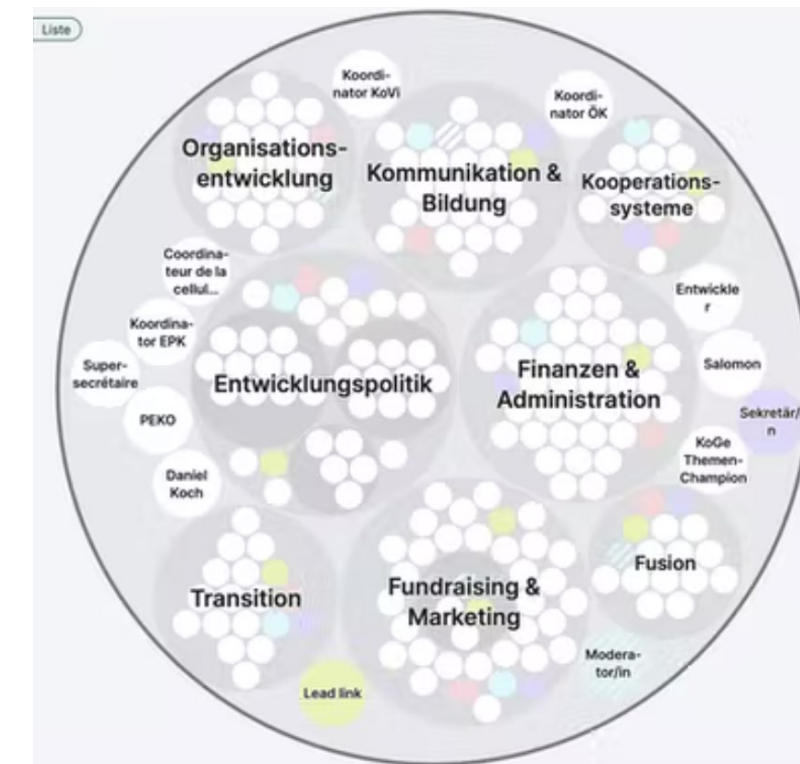 Liste
Koordi-
nator KoVi
Koordi-
nator ÖK
Organisations-
entwicklung
Kommunikation &
Bildung
Kooperations-
systeme
Coordina-
teur de la
cellul...
Entwickle
r
Koordina-
tor EPK
Super-
secrétaire
Entwicklungspolitik
Finanzen &
Administration
Salomon
PEKO
Sekretär/
n
KoGe
Themen-
Champion
Daniel
Koch
Fusion
Transition
Fundraising &
Marketing
Modera-
tor/in
Lead link